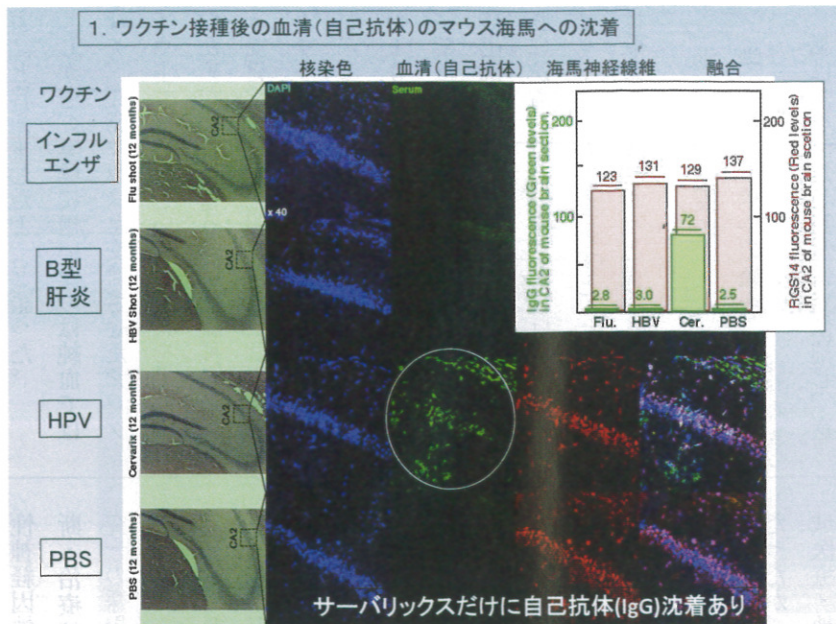 1. ワクチン接種後の血清(自己抗体)のマウス海馬への沈着
核染色 血清(自己抗体) 海馬神経線維 融合
ワクチン
インフル
エンザ
B型
肝炎
HPV
PBS
Flu shot (12 months)
HBV Shot (12 months)
Cervarix (12 months)
PBS (12 months)
CA2
CA2
CA2
CA2
DAPI
Serum
x 40
IgG fluorescence (Green levels)
in CA2 of mouse brain section.
200
100
123 131 129 137
72
2.8 3.0 2.5
Flu. HBV Cer. PBS
200
100
RGS14 fluorescence (Red levels)
in CA2 of mouse brain scetion
サーバリックスだけに自己抗体(IgG)沈着あり